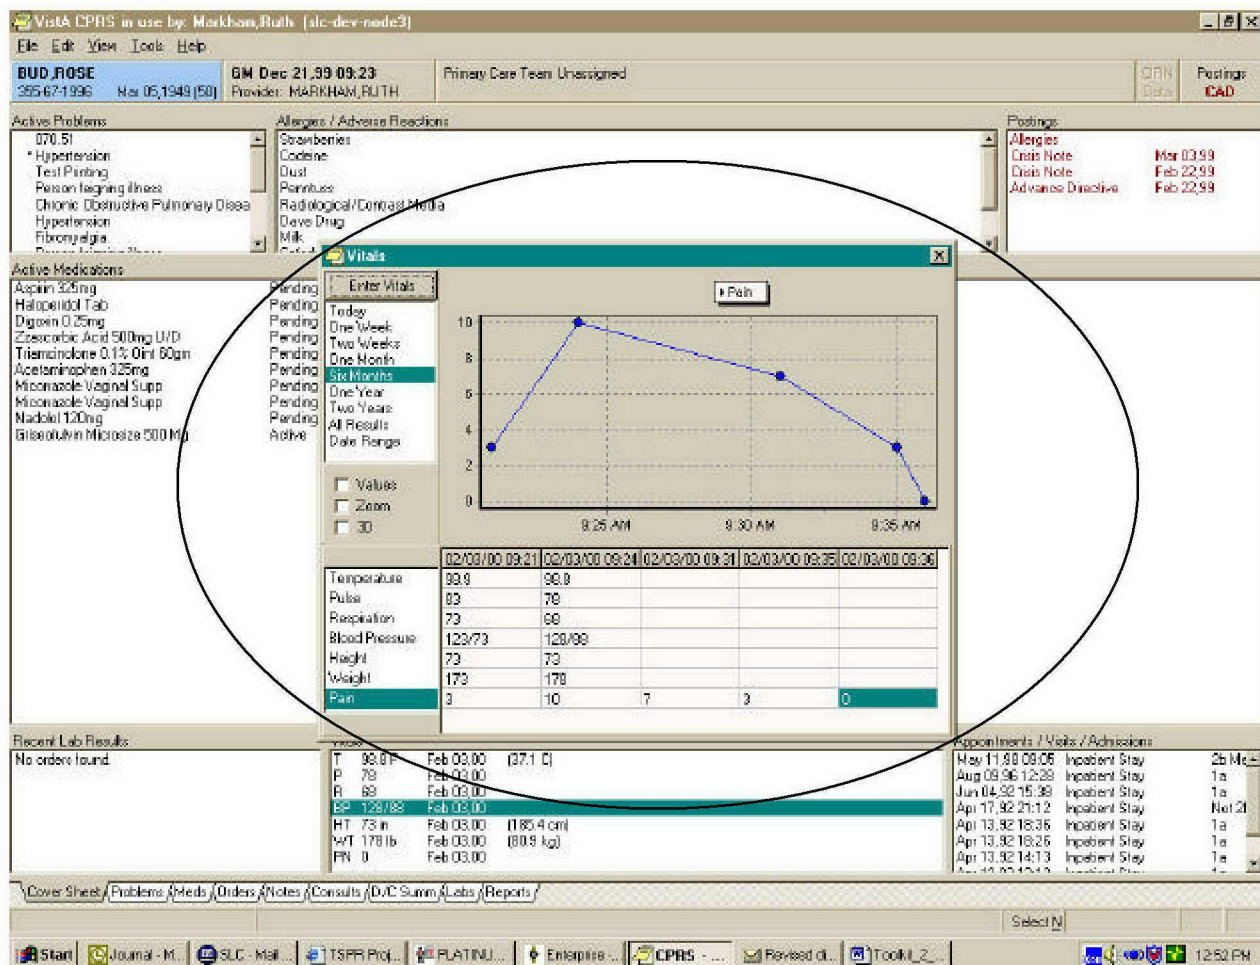 VistA CPRS in use by: Markham,Ruth (slc-dev-node3)
File Edit View Tools Help
BUD,ROSE
GM Dec 21,99 09:23
Primary Care Team Unassigned
Postings
Mar 05,1949 (50)
Provider: MARKHAM,RUTH
Data
CAD
Active Problems
Allergies / Adverse Reactions
Postings
070.51
* Hypertension
Test Printing
Person feigning illness
Chronic Obstructive Pulmonary Disea
Hypertension
Fibromyalgia
Strawberries
Codeine
Dust
Radiological/Contrast Media
Dave Drug
Milk
Allergies
Crisis Note Mar 03,99
Crisis Note Feb 22,99
Advance Directive Feb 22,99
Active Medications
Aspirin 325mg Pending
Haloperidol Tab Pending
Digoxin 0.25mg Pending
Zzascorbic Acid 500mg U/D Pending
Triamcinolone 0.1% Oint 60gm Pending
Acetaminophen 325mg Pending
Miconazole Vaginal Supp Pending
Miconazole Vaginal Supp Pending
Nadolol 120mg Pending
Griseofulvin Microsize 500 Mg Active
Vitals
Enter Vitals
Today
One Week
Two Weeks
One Month
Six Months
One Year
Two Years
All Results
Date Range
Values
Zoom
3D
Pain
10
8
6
4
2
0
9:25 AM 9:30 AM 9:35 AM
02/03/00 09:21 02/03/00 09:24 02/03/00 09:31 02/03/00 09:35 02/03/00 09:36
Temperature 98.8
Pulse 83 78
Respiration 73 68
Blood Pressure 123/73
Height 73 73
Weight 173 178
Pain 3 10 7 3 0
Recent Lab Results
No orders found.
T 98.8 F Feb 03,00 (37.1 C)
P 78 Feb 03,00
R 68 Feb 03,00
BP Feb 03,00
HT 73 in Feb 03,00 (185.4 cm)
WT 178 lb Feb 03,00 (80.9 kg)
PN 0 Feb 03,00
Appointments / Visits / Admissions
May 11,98 09:05 Inpatient Stay
Aug 09,96 12:28 Inpatient Stay 1a
Jun 04,92 15:38 Inpatient Stay 1a
Apr 17,92 21:12 Inpatient Stay
Apr 13,92 18:36 Inpatient Stay 1a
Apr 13,92 18:26 Inpatient Stay 1a
Apr 13,92 14:13 Inpatient Stay 1a
Cover Sheet Problems Meds Orders Notes Consults D/C Summ Labs Reports
Select N
Start Journal - M... SLC - Mail ... TSPR Proj... PLATINU... Enterprise -... CPRS - ... Revised di... Toolkit_2_... 12:52 PM